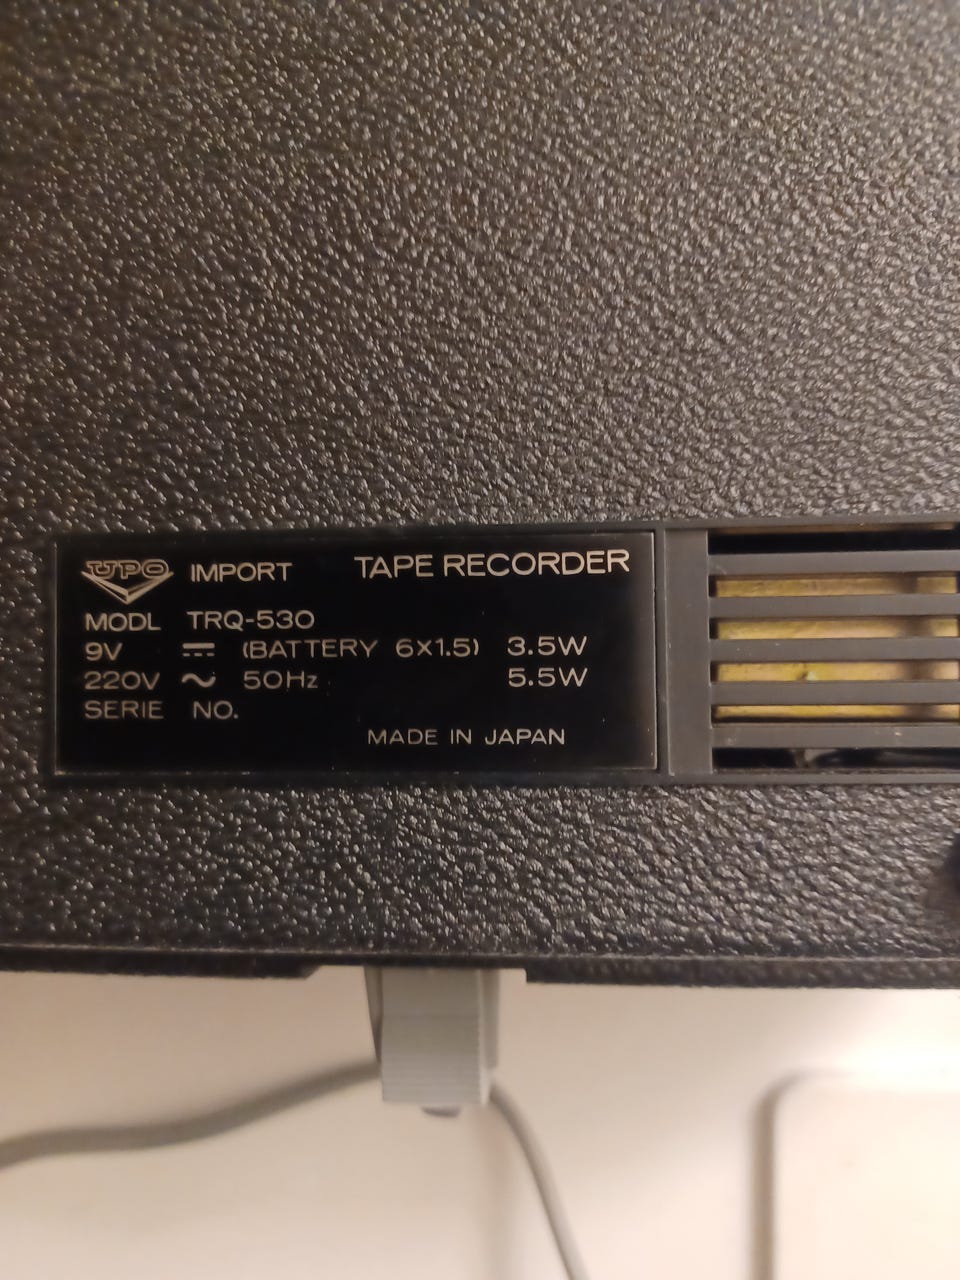 UPO IMPORT TAPE RECORDER
MODL TRQ-530
9V ⎓ (BATTERY 6X1.5) 3.5W
220V ~ 50Hz 5.5W
SERIE NO.
MADE IN JAPAN